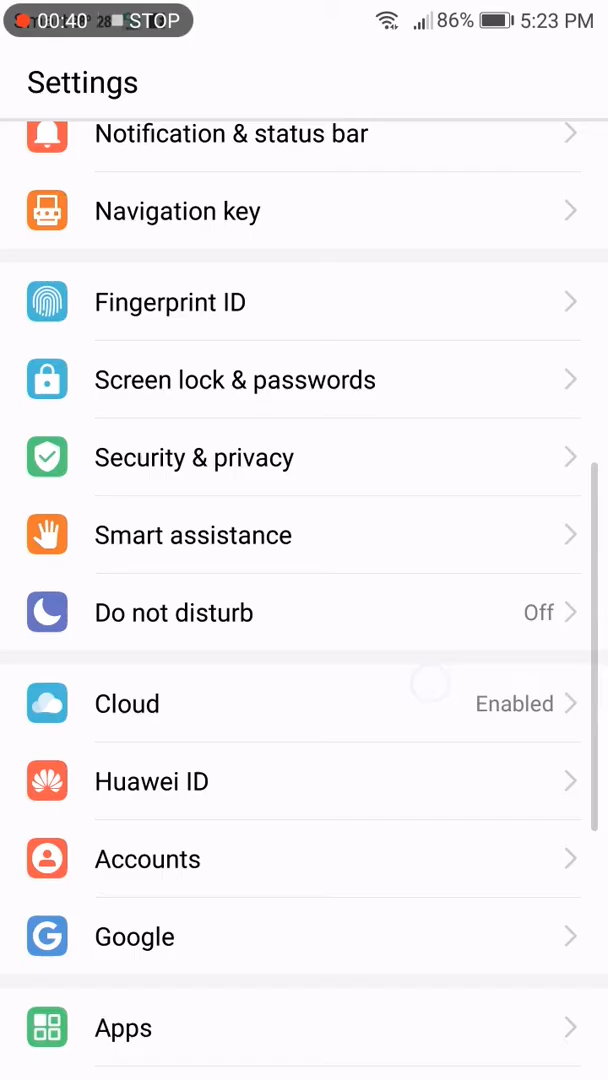 00:40 STOP 86% 5:23 PM
Settings
Notification & status bar
Navigation key
Fingerprint ID
Screen lock & passwords
Security & privacy
Smart assistance
Do not disturb Off
Cloud Enabled
Huawei ID
Accounts
Google
Apps